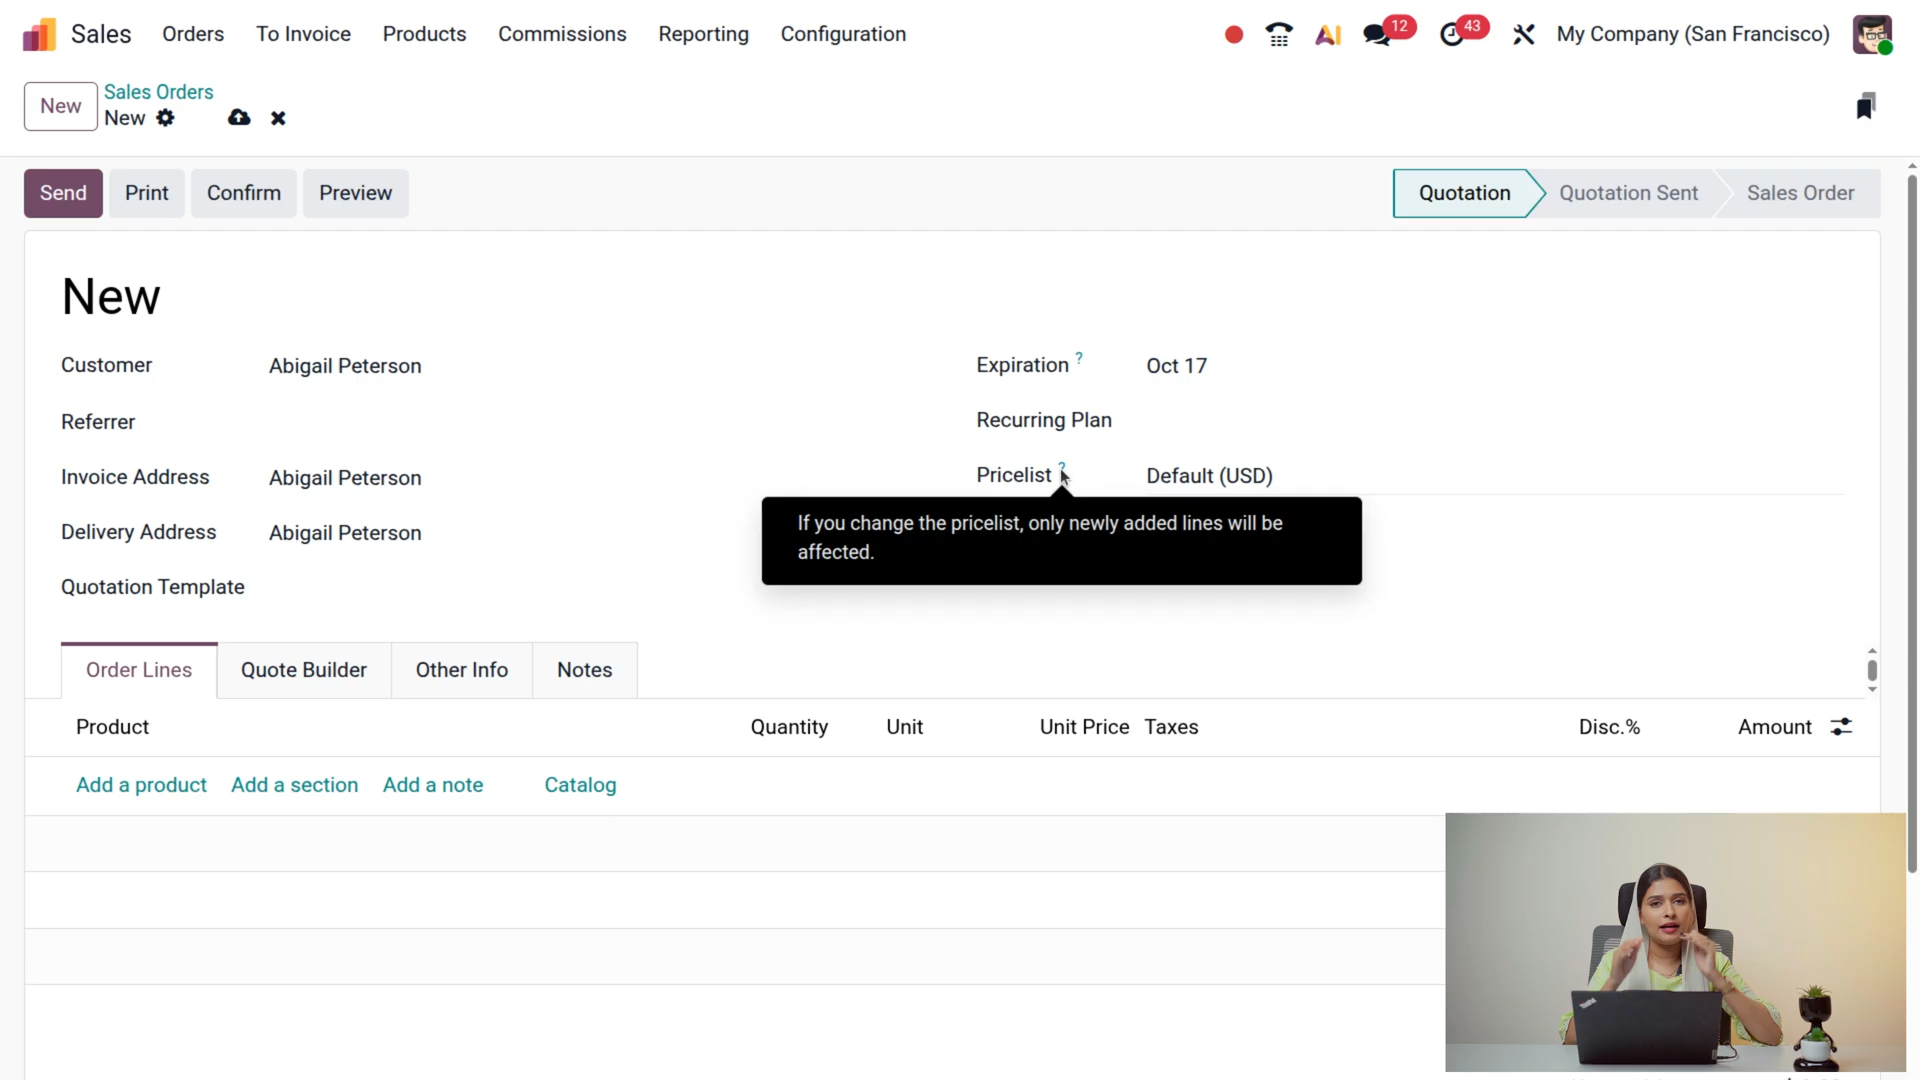 Sales Orders To Invoice Products Commissions Reporting Configuration
AI 12 43 My Company (San Francisco)
New
Sales Orders
New
Send Print Confirm Preview
Quotation Quotation Sent Sales Order
New
Customer Abigail Peterson
Expiration ? Oct 17
Referrer
Recurring Plan
Invoice Address Abigail Peterson
Pricelist ? Default (USD)
If you change the pricelist, only newly added lines will be
affected.
Delivery Address Abigail Peterson
Quotation Template
Order Lines Quote Builder Other Info Notes
Product Quantity Unit Unit Price Taxes Disc.% Amount
Add a product Add a section Add a note Catalog